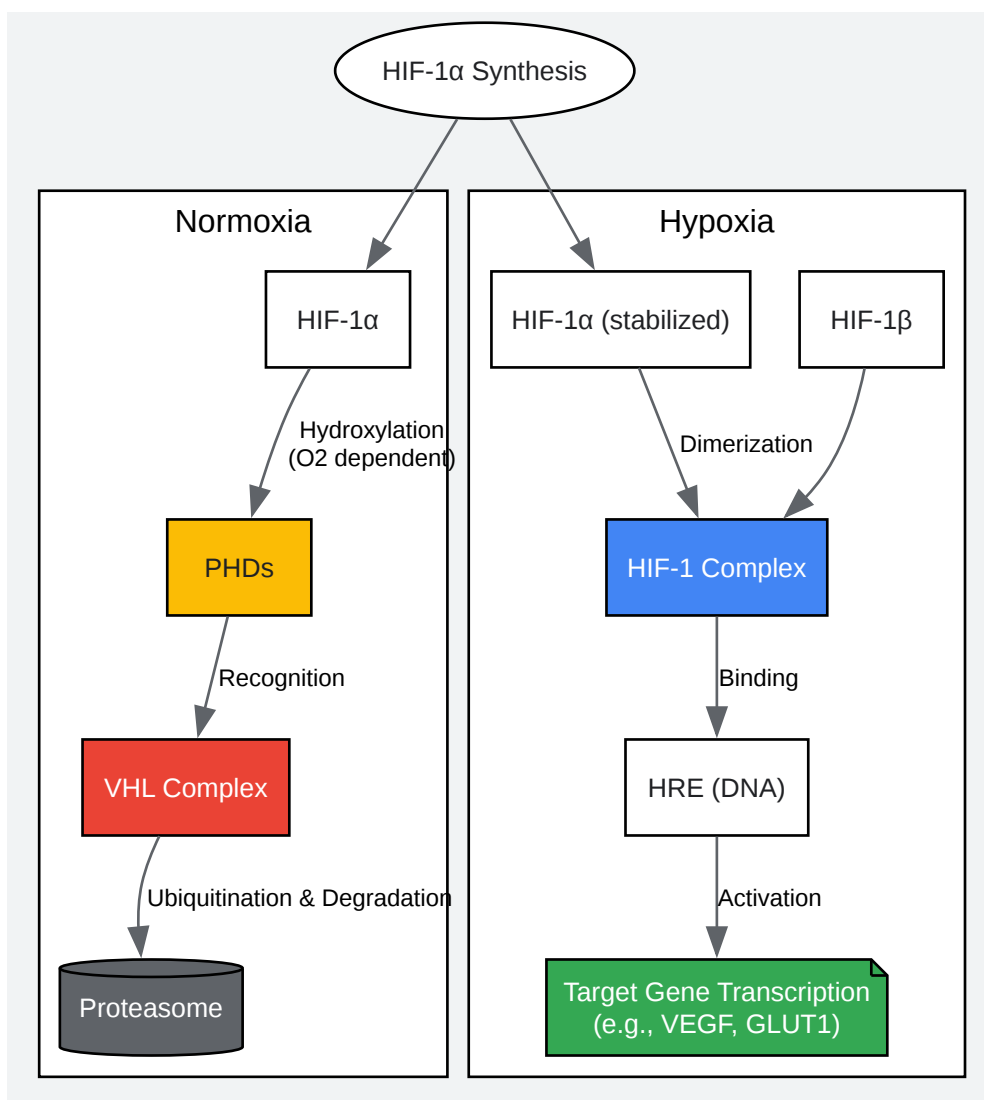 HIF-1α Synthesis
Normoxia
HIF-1α
Hydroxylation
(O2 dependent)
PHDs
Recognition
VHL Complex
Ubiquitination & Degradation
Proteasome
Hypoxia
HIF-1α (stabilized)
HIF-1β
Dimerization
HIF-1 Complex
Binding
HRE (DNA)
Activation
Target Gene Transcription
(e.g., VEGF, GLUT1)